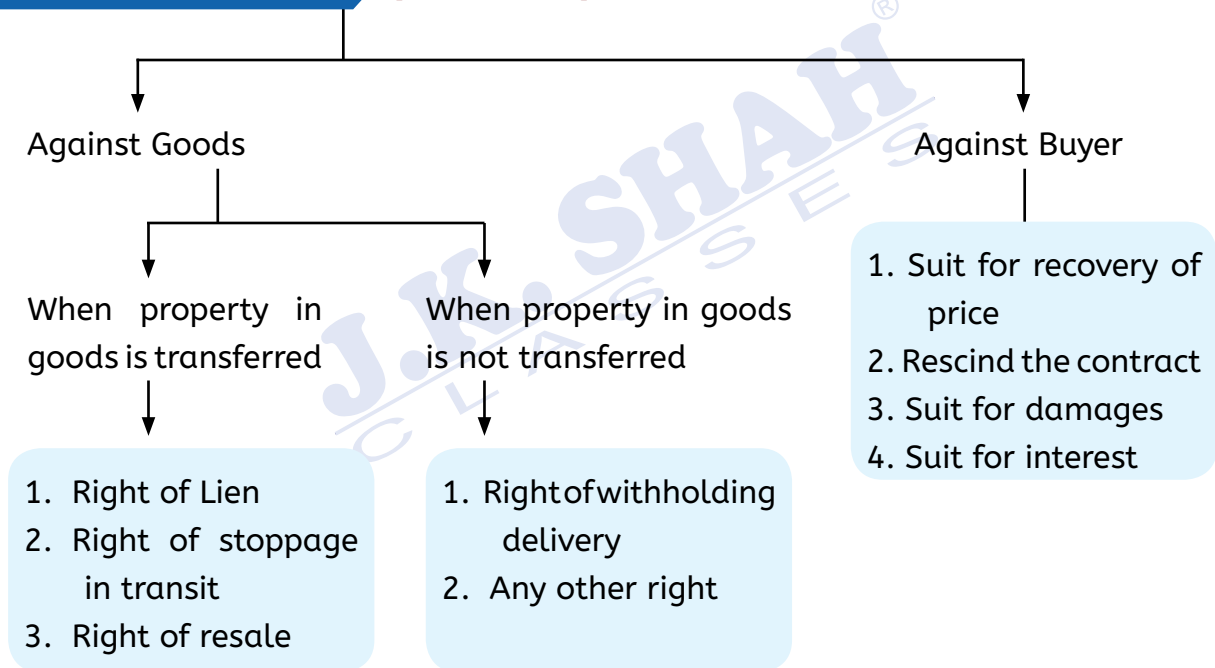 Against Goods
Against Buyer
When property in
goods is transferred
When property in goods
is not transferred
1. Suit for recovery of
price
2. Rescind the contract
3. Suit for damages
4. Suit for interest
1. Right of Lien
2. Right of stoppage
in transit
3. Right of resale
1. Right of withholding
delivery
2. Any other right
J.K. SHAH ®
CLASSES